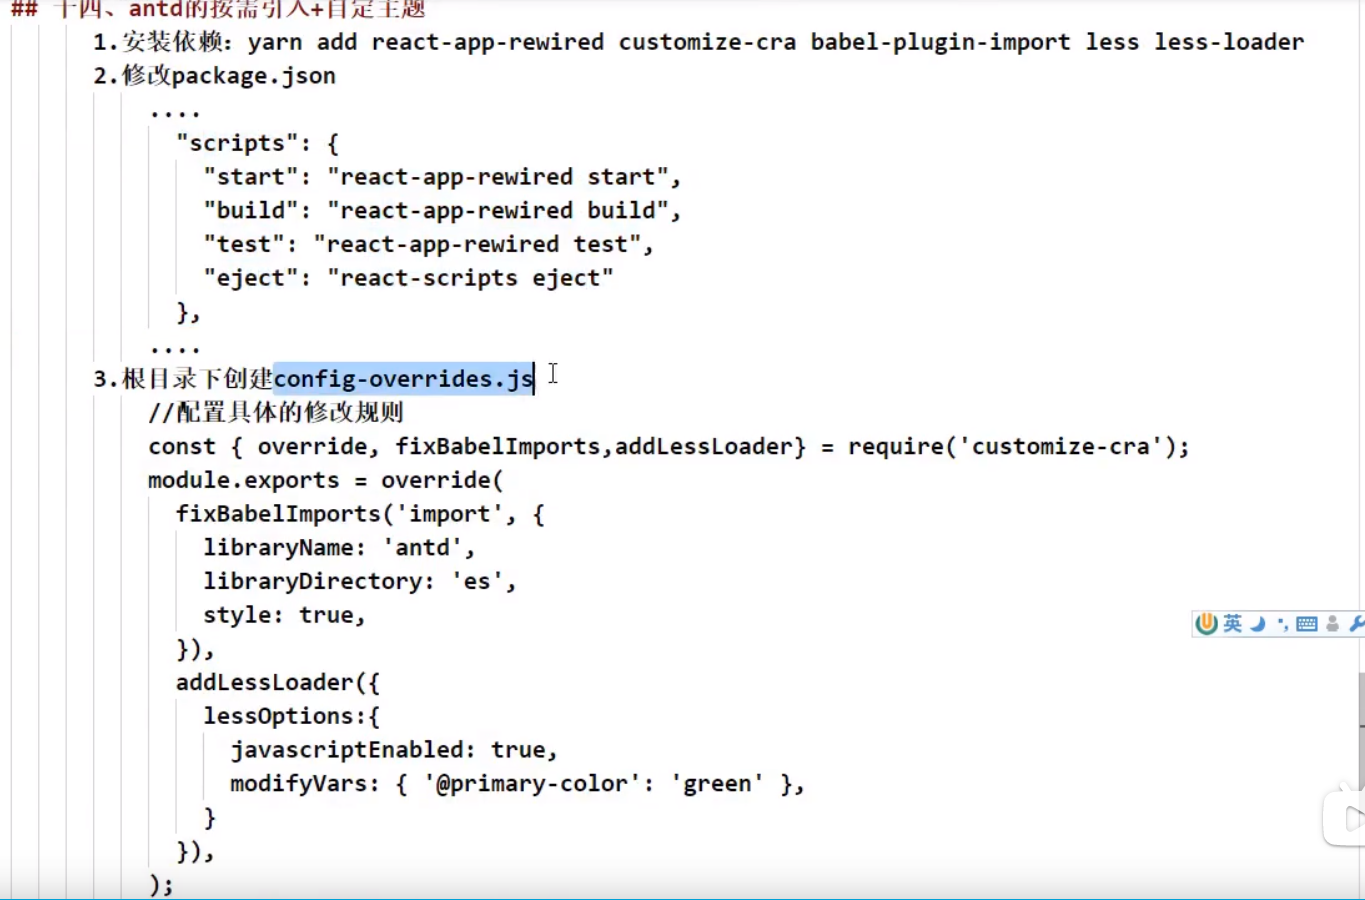 ## 十四、antd的按需引入+自定主题
1.安装依赖：yarn add react-app-rewired customize-cra babel-plugin-import less less-loader
2.修改package.json
....
"scripts": {
"start": "react-app-rewired start",
"build": "react-app-rewired build",
"test": "react-app-rewired test",
"eject": "react-scripts eject"
},
....
3.根目录下创建config-overrides.js
//配置具体的修改规则
const { override, fixBabelImports,addLessLoader} = require('customize-cra');
module.exports = override(
fixBabelImports('import', {
libraryName: 'antd',
libraryDirectory: 'es',
style: true,
}),
addLessLoader({
lessOptions:{
javascriptEnabled: true,
modifyVars: { '@primary-color': 'green' },
}
}),
);
英